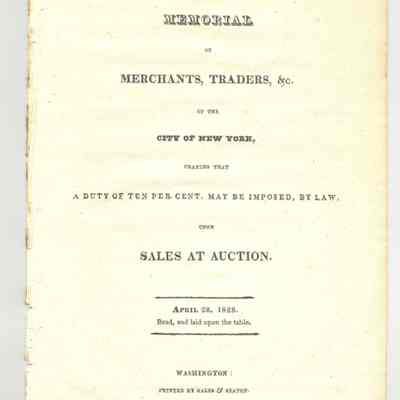 MEMORIAL
OF
MERCHANTS, TRADERS, &c.
OF THE
CITY OF NEW YORK,
PRAYING THAT
A DUTY OF TEN PER CENT. MAY BE IMPOSED, BY LAW,
UPON
SALES AT AUCTION.
APRIL 28, 1828.
Read, and laid upon the table.
WASHINGTON:
PRINTED BY GALES & SEATON